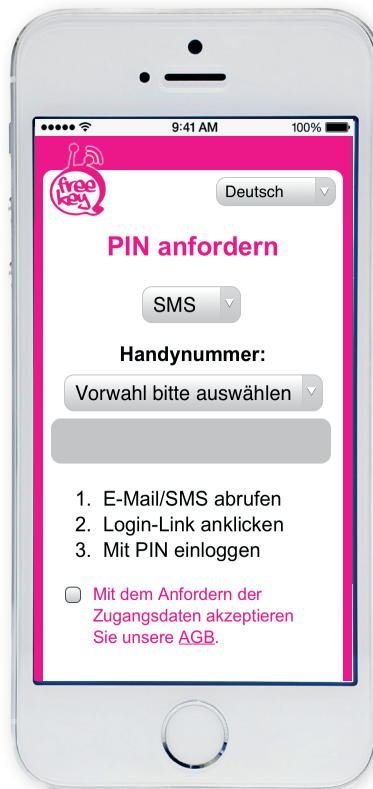 9:41 AM
100%
free
key
Deutsch
PIN anfordern
SMS
Handynummer:
Vorwahl bitte auswählen
1. E-Mail/SMS abrufen
2. Login-Link anklicken
3. Mit PIN einloggen
Mit dem Anfordern der
Zugangsdaten akzeptieren
Sie unsere AGB.